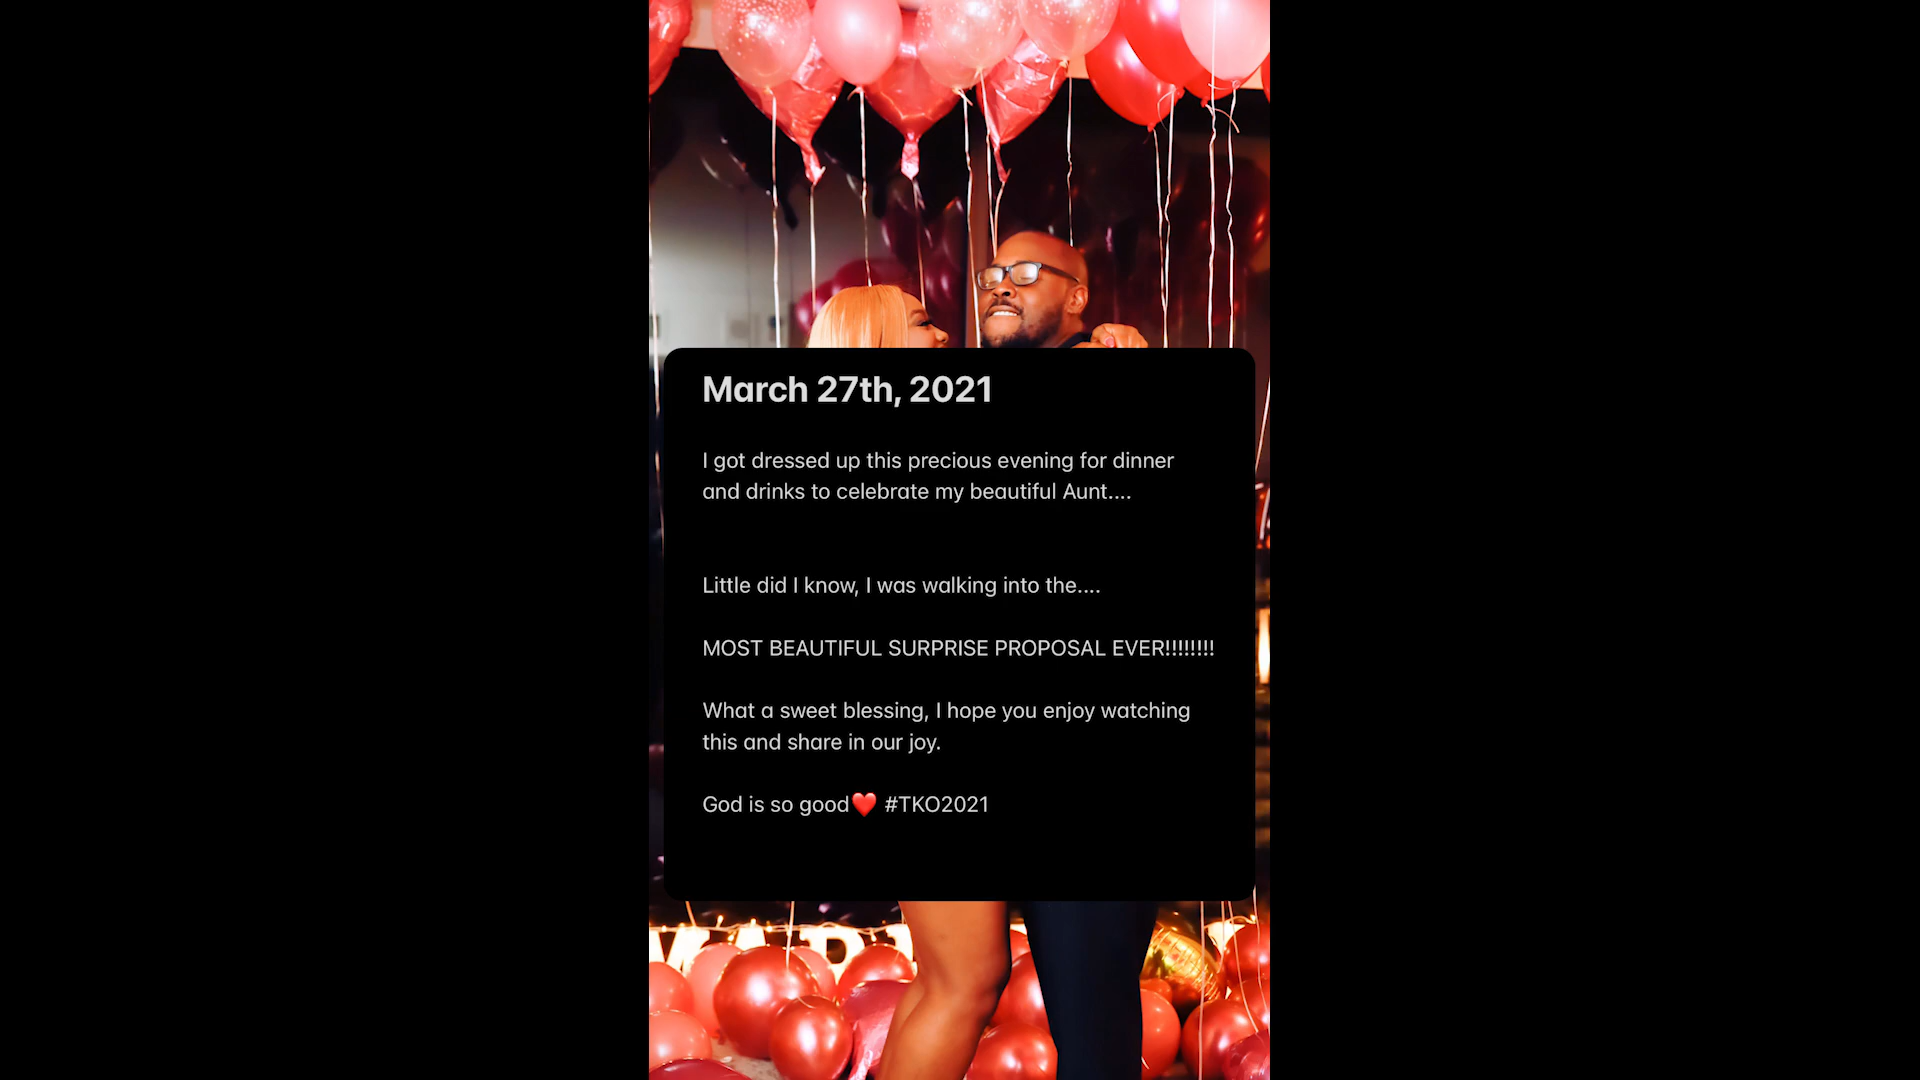 March 27th, 2021
I got dressed up this precious evening for dinner
and drinks to celebrate my beautiful Aunt....
Little did I know, I was walking into the....
MOST BEAUTIFUL SURPRISE PROPOSAL EVER!!!!!!!!
What a sweet blessing, I hope you enjoy watching
this and share in our joy.
God is so good❤️ #TKO2021